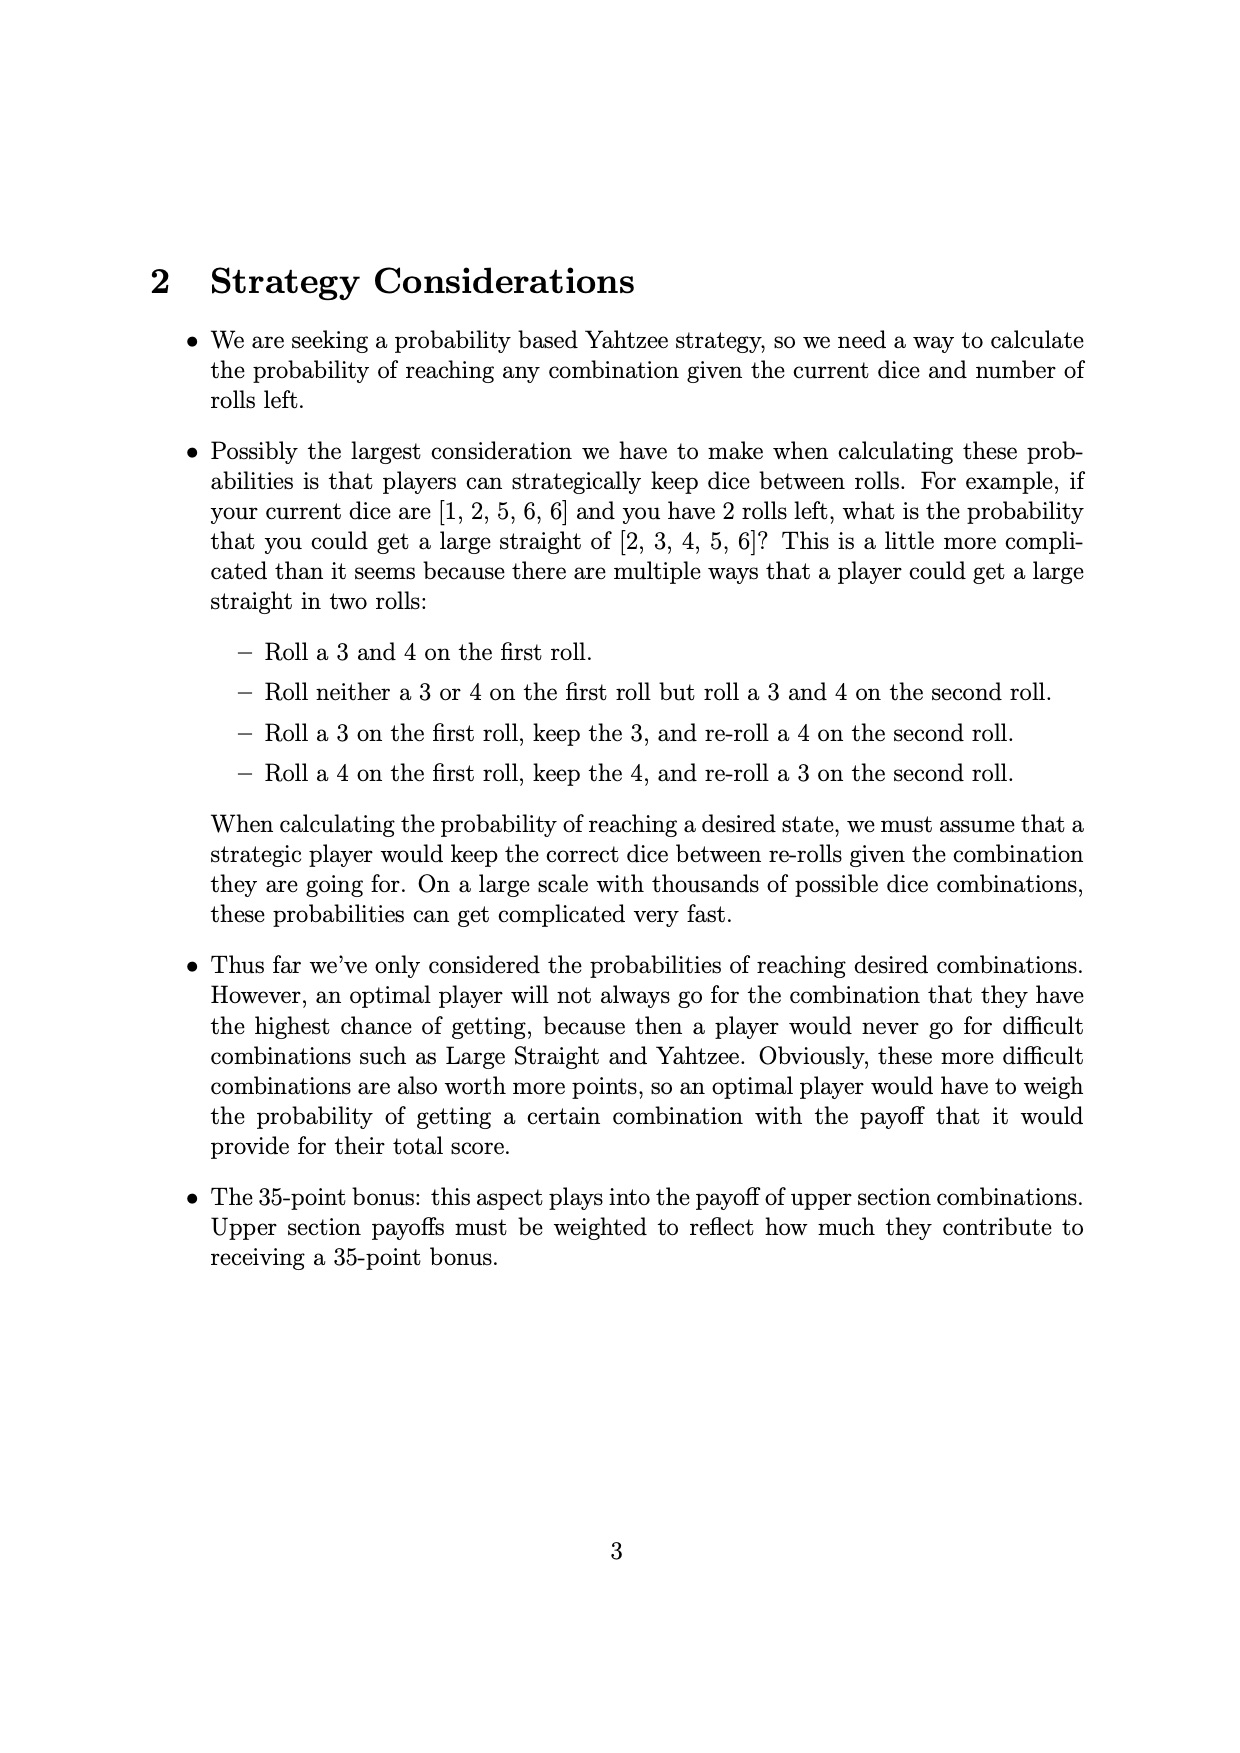 2 Strategy Considerations
• We are seeking a probability based Yahtzee strategy, so we need a way to calculate
the probability of reaching any combination given the current dice and number of
rolls left.
• Possibly the largest consideration we have to make when calculating these prob-
abilities is that players can strategically keep dice between rolls. For example, if
your current dice are [1, 2, 5, 6, 6] and you have 2 rolls left, what is the probability
that you could get a large straight of [2, 3, 4, 5, 6]? This is a little more compli-
cated than it seems because there are multiple ways that a player could get a large
straight in two rolls:
– Roll a 3 and 4 on the first roll.
– Roll neither a 3 or 4 on the first roll but roll a 3 and 4 on the second roll.
– Roll a 3 on the first roll, keep the 3, and re-roll a 4 on the second roll.
– Roll a 4 on the first roll, keep the 4, and re-roll a 3 on the second roll.
When calculating the probability of reaching a desired state, we must assume that a
strategic player would keep the correct dice between re-rolls given the combination
they are going for. On a large scale with thousands of possible dice combinations,
these probabilities can get complicated very fast.
• Thus far we've only considered the probabilities of reaching desired combinations.
However, an optimal player will not always go for the combination that they have
the highest chance of getting, because then a player would never go for difficult
combinations such as Large Straight and Yahtzee. Obviously, these more difficult
combinations are also worth more points, so an optimal player would have to weigh
the probability of getting a certain combination with the payoff that it would
provide for their total score.
• The 35-point bonus: this aspect plays into the payoff of upper section combinations.
Upper section payoffs must be weighted to reflect how much they contribute to
receiving a 35-point bonus.
3